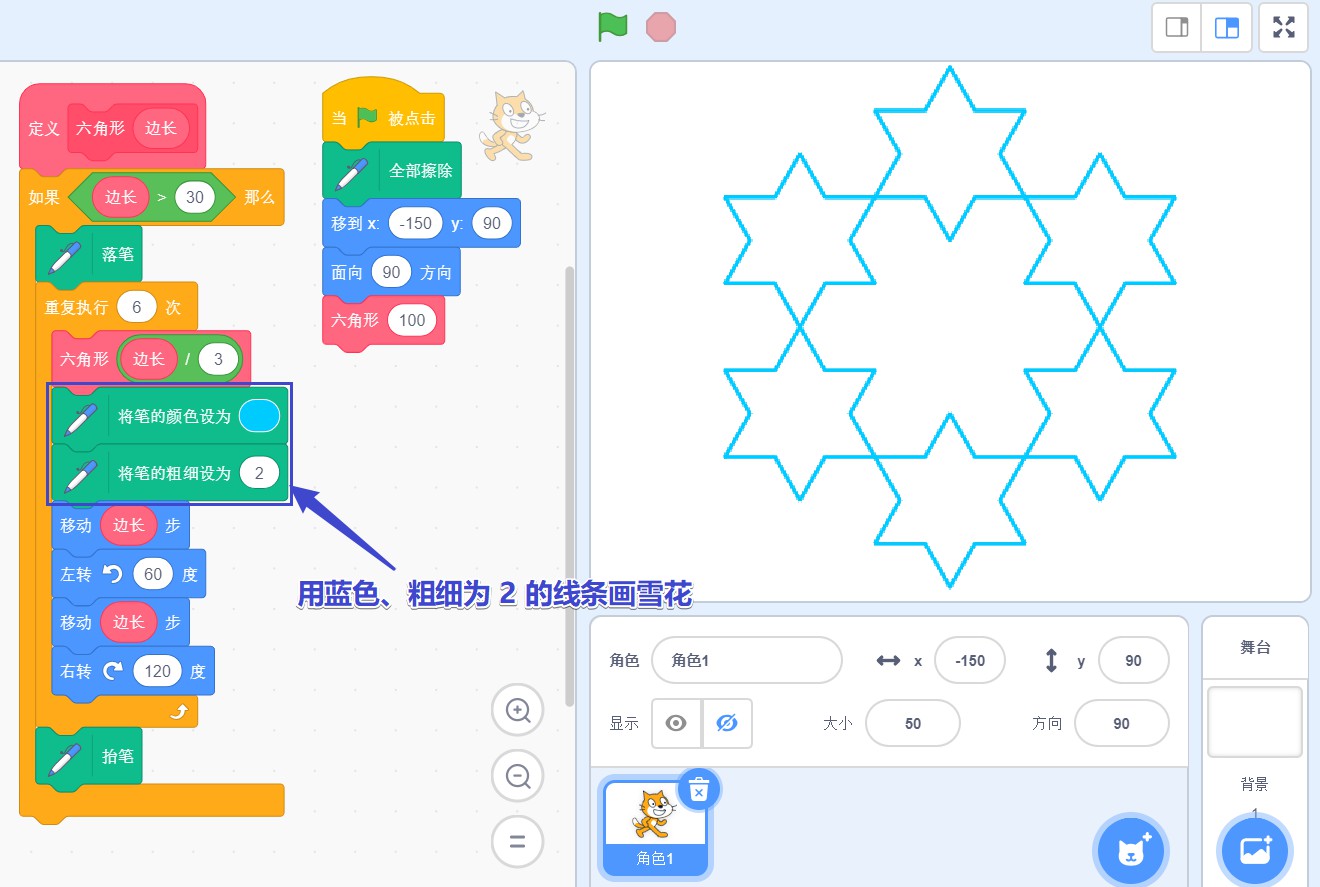 定义 六角形 边长
如果 边长 > 30 那么
落笔
重复执行 6 次
六角形 边长 / 3
将笔的颜色设为
将笔的粗细设为 2
移动 边长 步
左转 60 度
移动 边长 步
右转 120 度
抬笔
当 被点击
全部擦除
移到 x: -150 y: 90
面向 90 方向
六角形 100
用蓝色、粗细为 2 的线条画雪花
角色 角色1 x -150 y 90
显示 大小 50 方向 90
角色1
舞台
背景
1